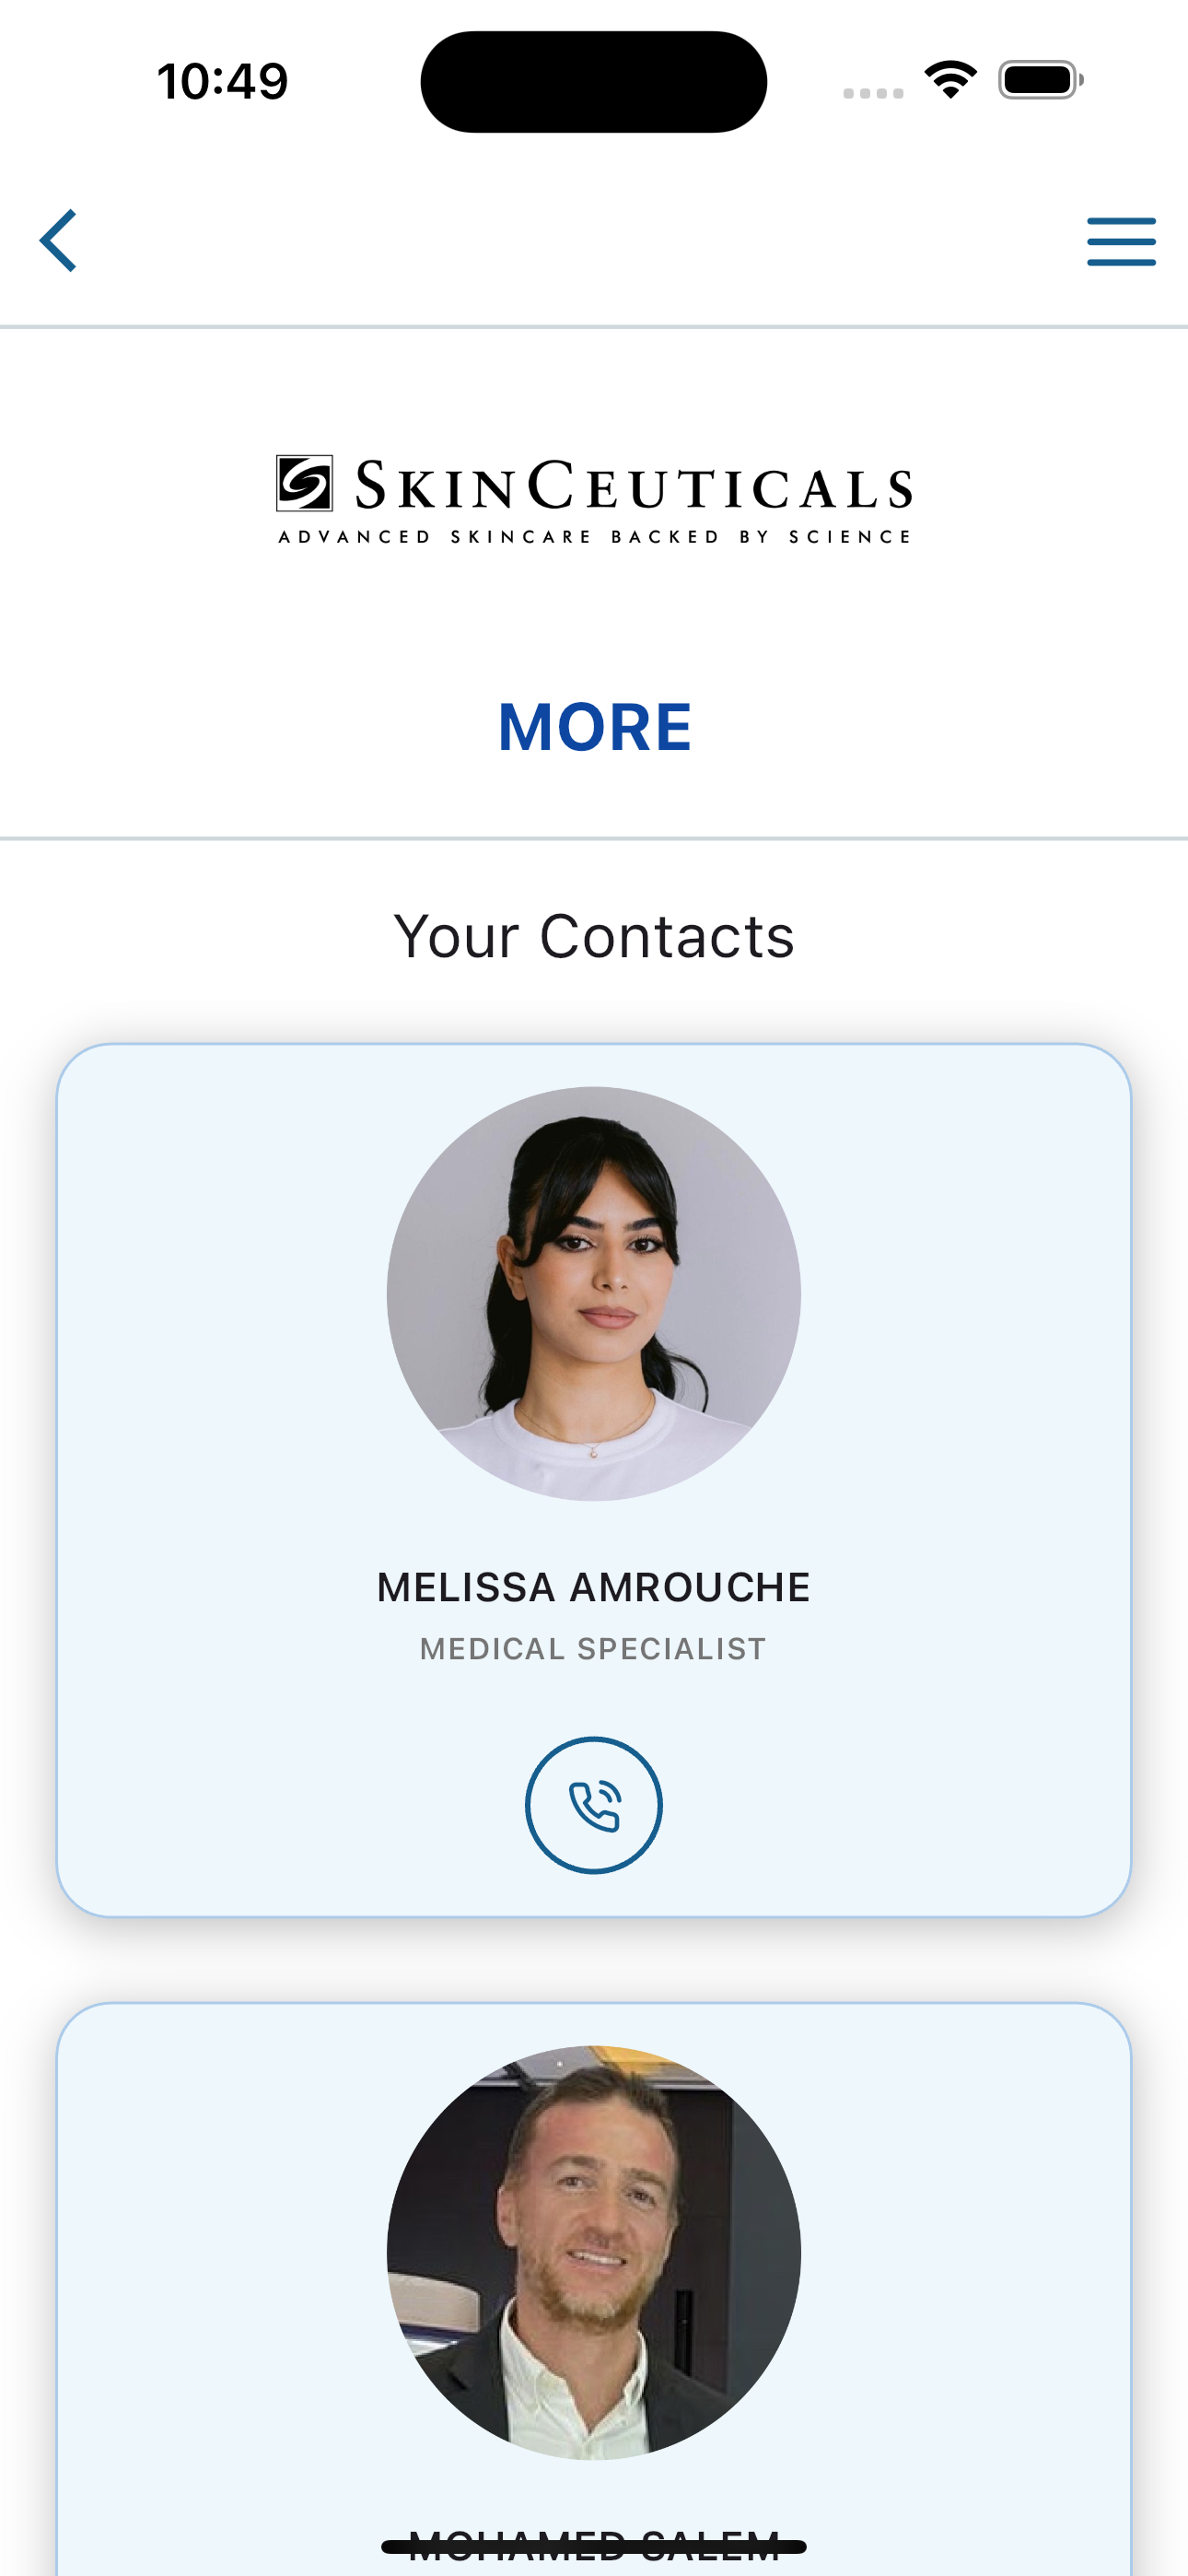 10:49
SKINCEUTICALS
ADVANCED SKINCARE BACKED BY SCIENCE
MORE
Your Contacts
MELISSA AMROUCHE
MEDICAL SPECIALIST
MOHAMED SALEM